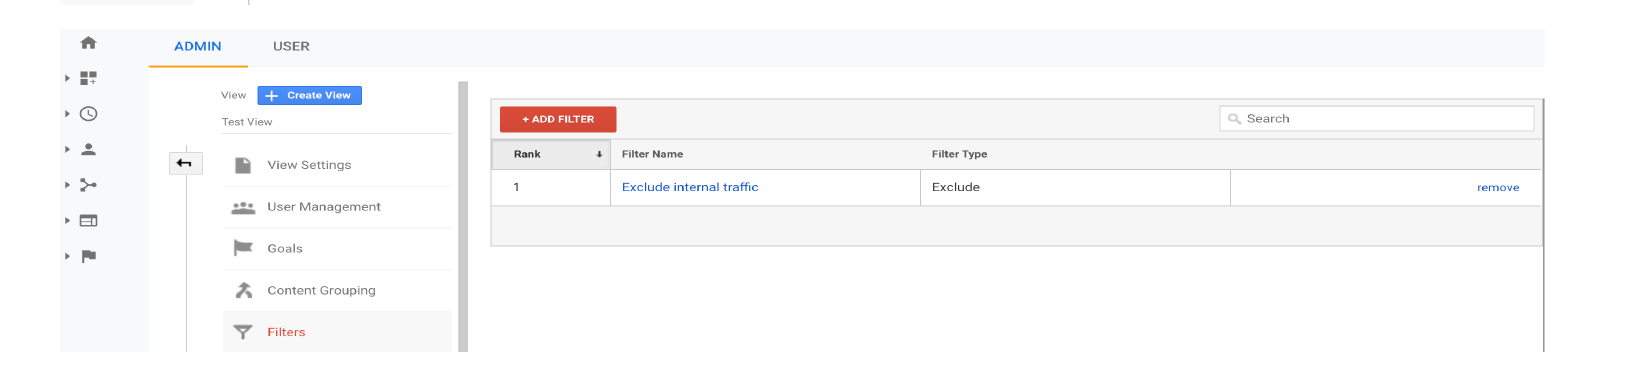 ADMIN USER
View + Create View
Test View
View Settings
User Management
Goals
Content Grouping
Filters
+ ADD FILTER Search
Rank Filter Name Filter Type
1 Exclude internal traffic Exclude remove